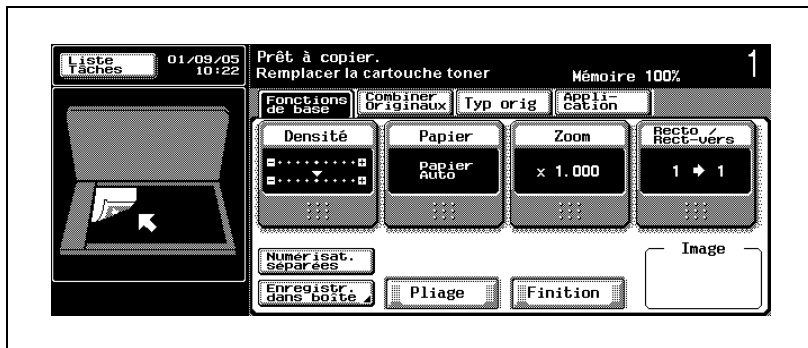 Liste
Tâches
01/09/05
10:22
Prêt à copier.
Remplacer la cartouche toner
Mémoire 100%
1
Fonctions
de base
Combiner
Originaux
Typ orig
Appli-
cation
Densité
Papier
Zoom
Recto /
Rect-vers
Papier
Auto
x 1.000
1 ➔ 1
Numérisat.
séparées
Image
Enregistr.
dans boîte
Pliage
Finition